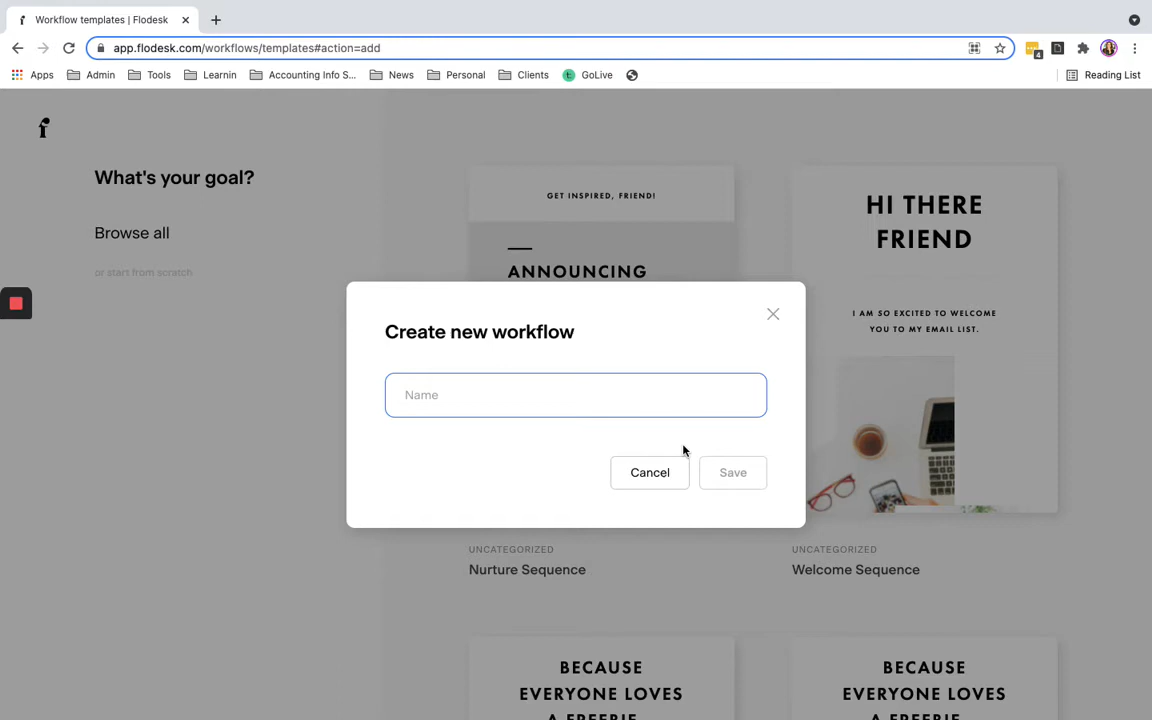 Workflow templates | Flodesk
app.flodesk.com/workflows/templates#action=add
4
Apps
Admin
Tools
Learnin
Accounting Info S...
News
Personal
Clients
t:
GoLive
Reading List
f
What's your goal?
Browse all
or start from scratch
GET INSPIRED, FRIEND!
ANNOUNCING
HI THERE
FRIEND
I AM SO EXCITED TO WELCOME
YOU TO MY EMAIL LIST.
Create new workflow
Name
Cancel
Save
UNCATEGORIZED
Nurture Sequence
UNCATEGORIZED
Welcome Sequence
BECAUSE
EVERYONE LOVES
A FREEBIE
BECAUSE
EVERYONE LOVES
A FREEBIE